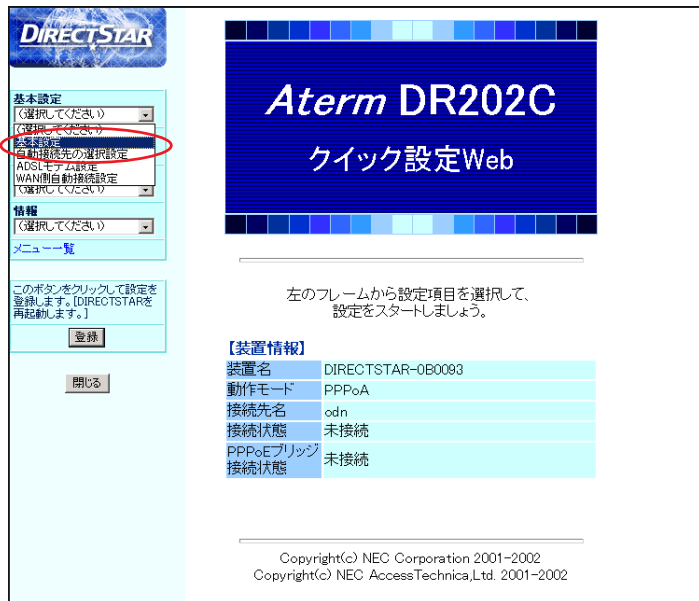 DIRECTSTAR
基本設定
(選択してください)
(選択してください)
基本設定
自動接続先の選択設定
ADSLモデム設定
WAN側自動接続設定
(選択してください)
情報
(選択してください)
メニュー一覧
このボタンをクリックして設定を
登録します。[DIRECTSTARを
再起動します。]
登録
閉じる
Aterm DR202C
クイック設定Web
左のフレームから設定項目を選択して、
設定をスタートしましょう。
【装置情報】
装置名 DIRECTSTAR-0B0093
動作モード PPPoA
接続先名 odn
接続状態 未接続
PPPoEブリッジ
接続状態 未接続
Copyright(c) NEC Corporation 2001-2002
Copyright(c) NEC AccessTechnica,Ltd. 2001-2002